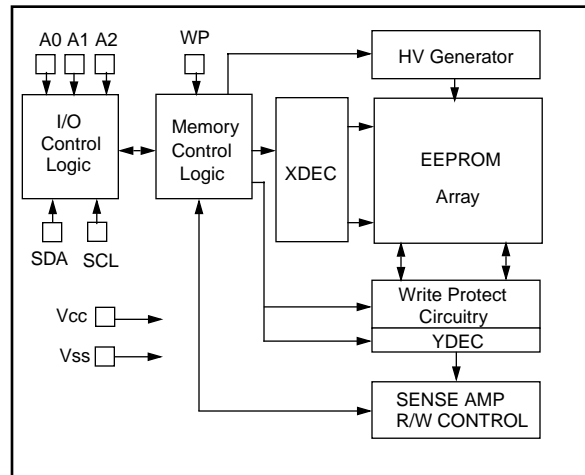 A0 A1 A2
WP
HV Generator
I/O
Control
Logic
Memory
Control
Logic
XDEC
EEPROM
Array
SDA
SCL
Write Protect
Circuitry
YDEC
Vcc
Vss
SENSE AMP
R/W CONTROL